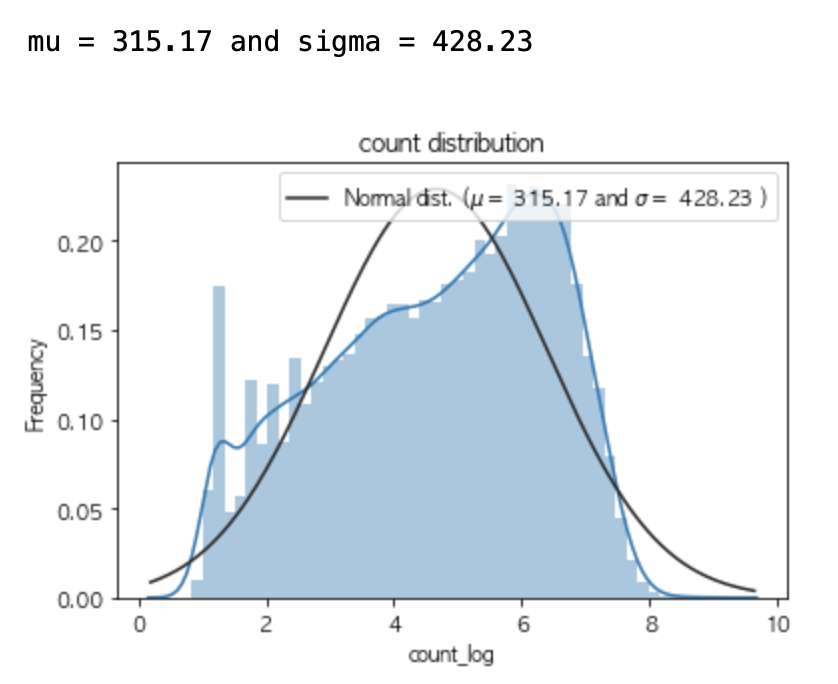 mu = 315.17 and sigma = 428.23
count distribution
Normal dist. (μ = 315.17 and σ = 428.23 )
Frequency
0.20
0.15
0.10
0.05
0.00
0 2 4 6 8 10
count_log